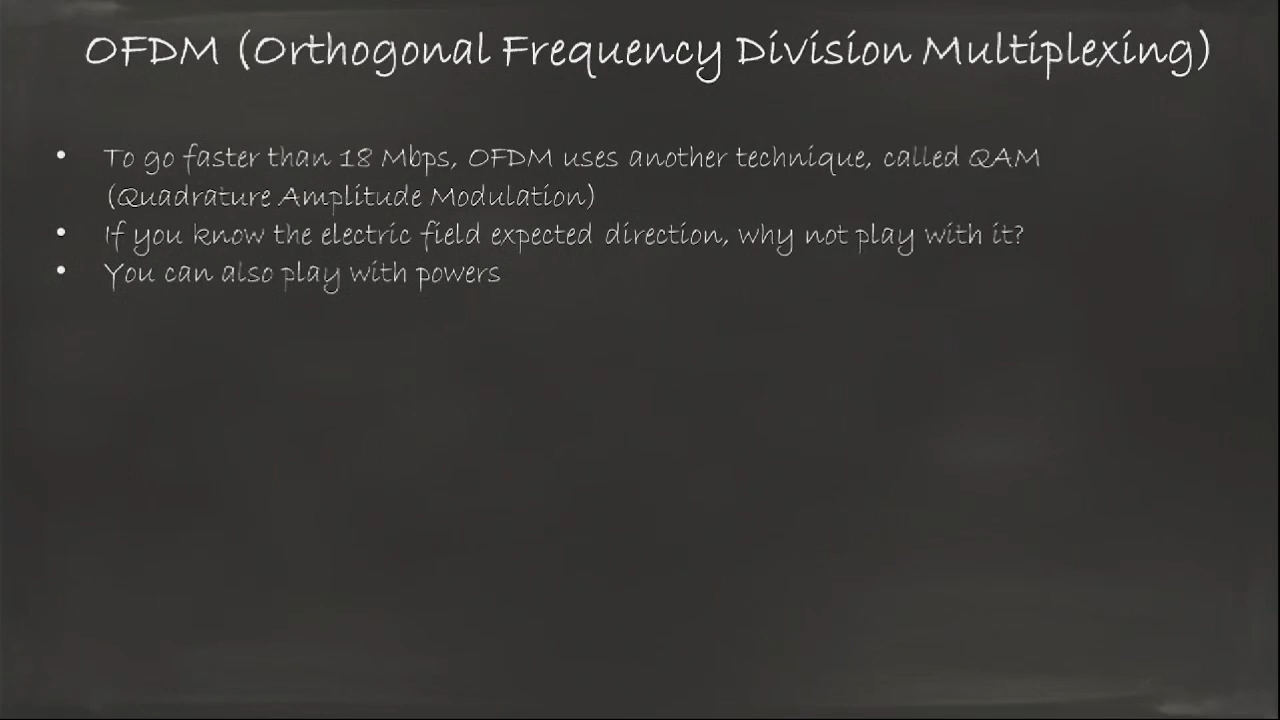 OFDM (Orthogonal Frequency Division Multiplexing)
• To go faster than 18 Mbps, OFDM uses another technique, called QAM
(Quadrature Amplitude Modulation)
• If you know the electric field expected direction, why not play with it?
• You can also play with powers